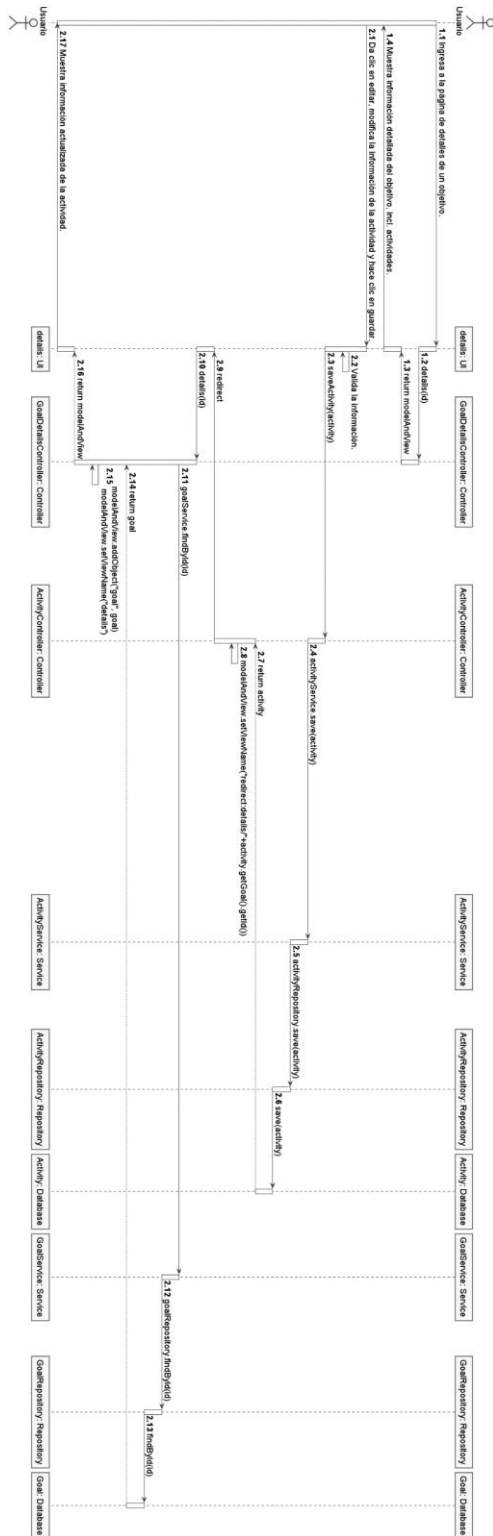 Usuario
details: UI
GoalDetailsController: Controller
ActivityController: Controller
ActivityService: Service
ActivityRepository: Repository
Activity: Database
GoalService: Service
GoalRepository: Repository
Goal: Database
1.1 Ingresa a la página de detalles de un objetivo.
1.2 details(id)
1.3 return modelAndView
1.4 Muestra información detallada del objetivo, incl. actividades.
2.1 Da clic en editar, modifica la información de la actividad y hace clic en guardar
2.2 Valida la información.
2.3 saveActivity(activity)
2.4 activityService.save(activity)
2.5 activityRepository.save(activity)
2.6 save(activity)
2.7 return activity
2.8 modelAndView.setViewName("redirect:details/"+activity.getGoal().getId())
2.9 redirect
2.10 details(id)
2.11 goalService.findById(id)
2.12 goalRepository.findById(id)
2.13 findById(id)
2.14 return goal
2.15 modelAndView.addObject("goal", goal)
modelAndView.setViewName("details")
2.16 return modelAndView
2.17 Muestra información actualizada de la actividad.
Usuario
details: UI
GoalDetailsController: Controller
ActivityController: Controller
ActivityService: Service
ActivityRepository: Repository
Activity: Database
GoalService: Service
GoalRepository: Repository
Goal: Database